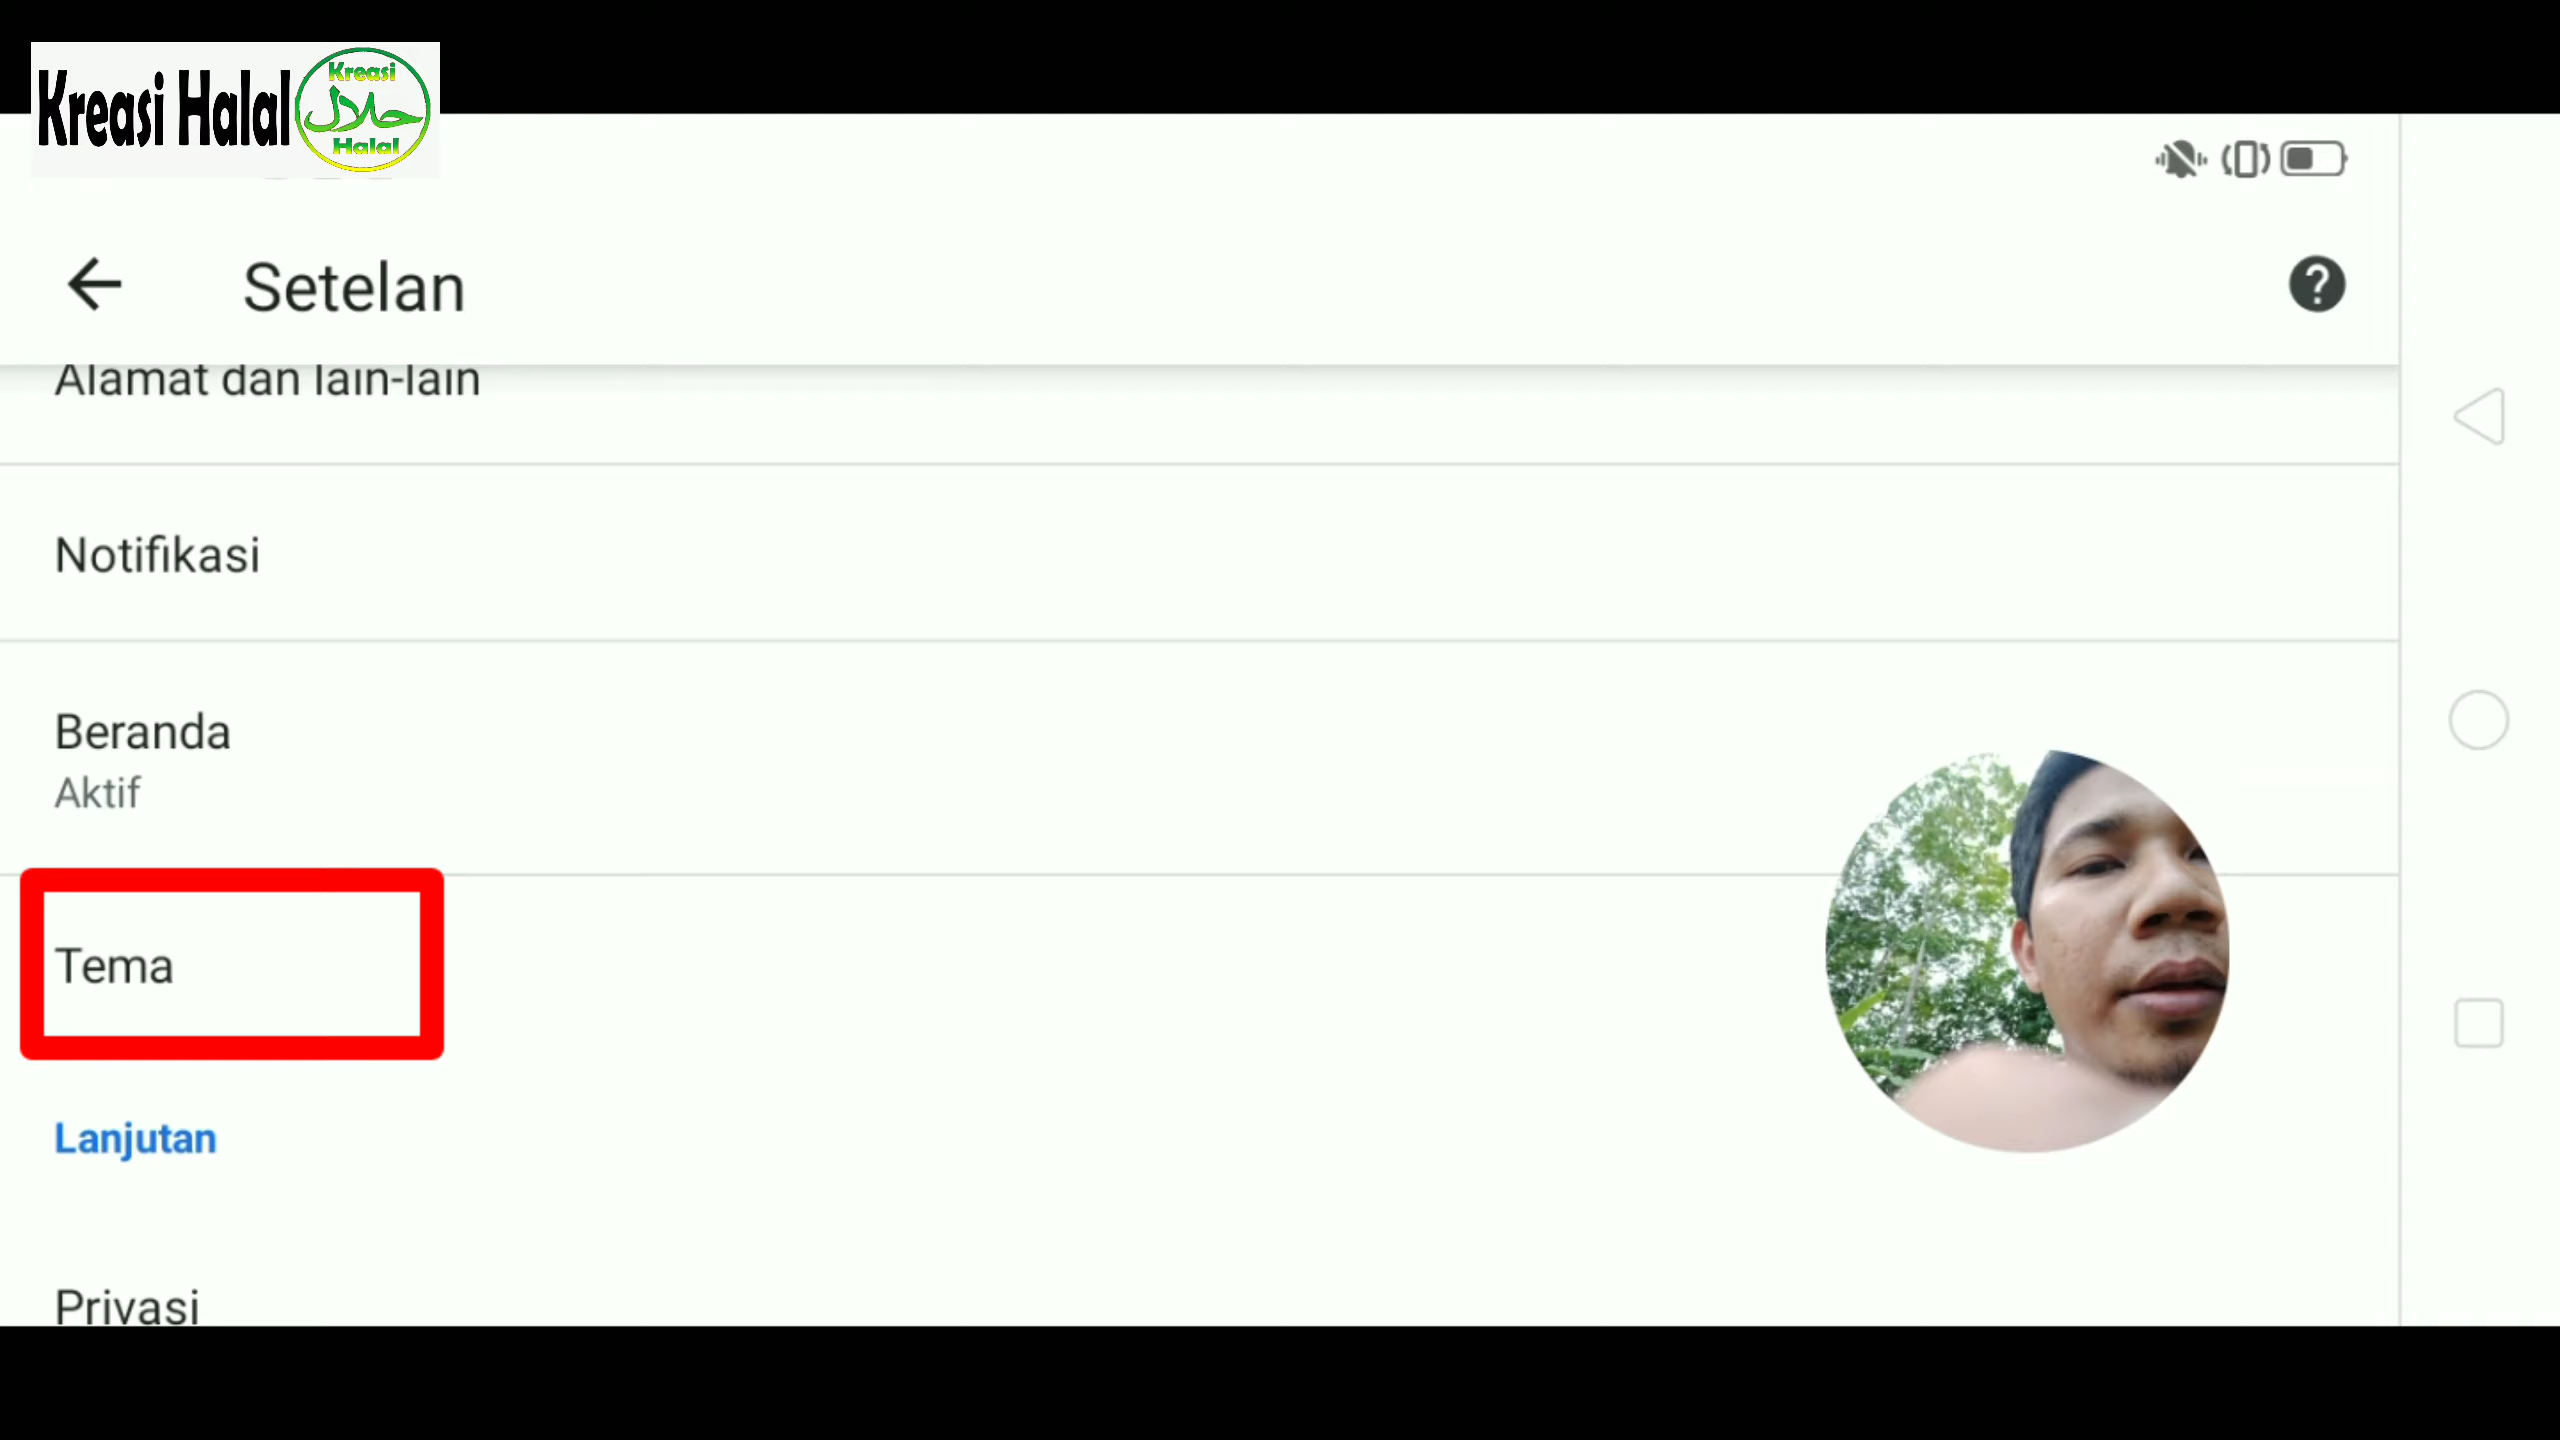 Kreasi Halal
Kreasi
حلال
Halal
Setelan
Alamat dan lain-lain
Notifikasi
Beranda
Aktif
Tema
Lanjutan
Privasi